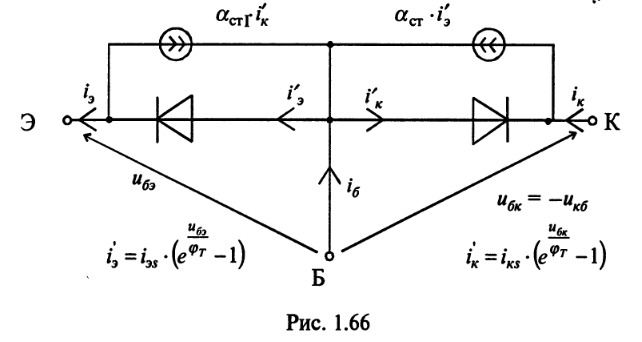 α_стΓ i'_к α_ст · i'_э
i_э i'_э i'_к i_к
Э К
u_бэ i_б u_бк = −u_кб
i'_э = i_эs · (e^(u_бэ/φ_T) −1) i'_к = i_кs · (e^(u_бк/φ_T) −1)
Б
Рис. 1.66